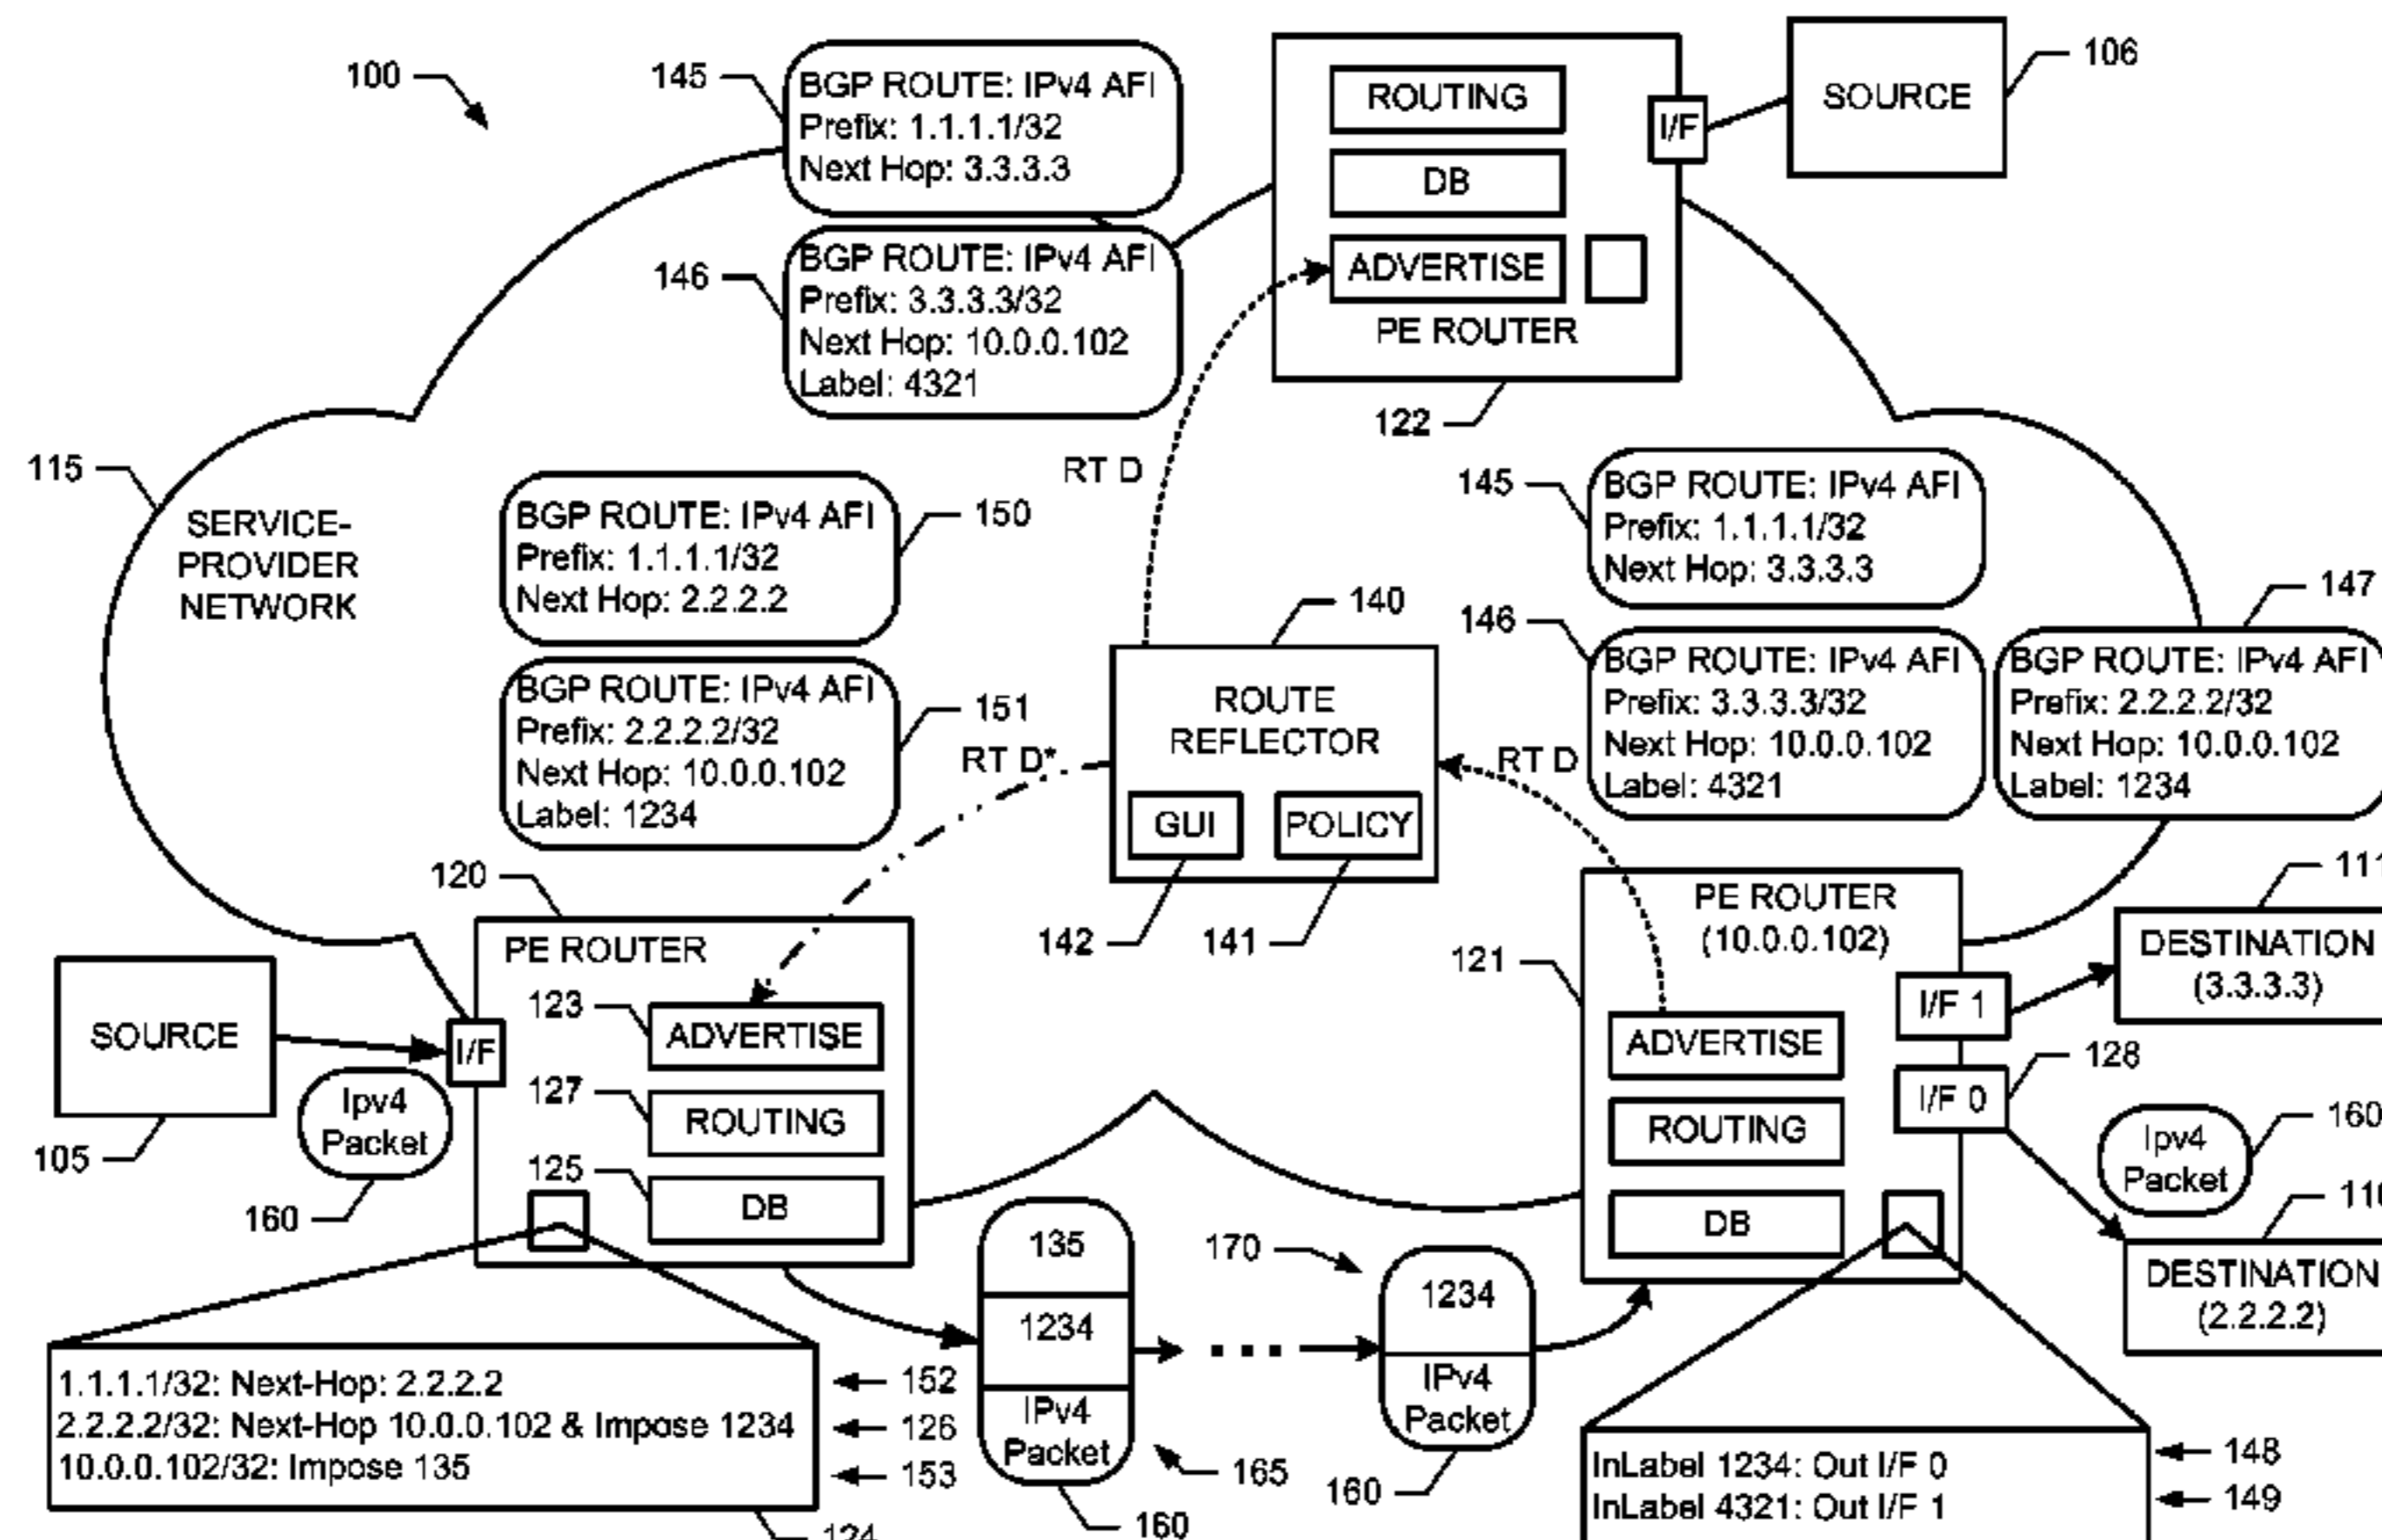 100
145
BGP ROUTE: IPv4 AFI
Prefix: 1.1.1.1/32
Next Hop: 3.3.3.3
146
BGP ROUTE: IPv4 AFI
Prefix: 3.3.3.3/32
Next Hop: 10.0.0.102
Label: 4321
ROUTING
DB
ADVERTISE
PE ROUTER
I/F
122
SOURCE
106
115
SERVICE-
PROVIDER
NETWORK
BGP ROUTE: IPv4 AFI
Prefix: 1.1.1.1/32
Next Hop: 2.2.2.2
150
BGP ROUTE: IPv4 AFI
Prefix: 2.2.2.2/32
Next Hop: 10.0.0.102
Label: 1234
151
RT D
RT D*
140
ROUTE
REFLECTOR
GUI
POLICY
142
141
RT D
145
BGP ROUTE: IPv4 AFI
Prefix: 1.1.1.1/32
Next Hop: 3.3.3.3
146
BGP ROUTE: IPv4 AFI
Prefix: 3.3.3.3/32
Next Hop: 10.0.0.102
Label: 4321
147
BGP ROUTE: IPv4 AFI
Prefix: 2.2.2.2/32
Next Hop: 10.0.0.102
Label: 1234
120
PE ROUTER
123
ADVERTISE
127
ROUTING
125
DB
SOURCE
105
I/F
Ipv4
Packet
160
121
PE ROUTER
(10.0.0.102)
ADVERTISE
ROUTING
DB
I/F 1
I/F 0
128
111
DESTINATION
(3.3.3.3)
Ipv4
Packet
160
110
DESTINATION
(2.2.2.2)
1.1.1.1/32: Next-Hop: 2.2.2.2
2.2.2.2/32: Next-Hop 10.0.0.102 & Impose 1234
10.0.0.102/32: Impose 135
152
126
153
124
135
1234
IPv4
Packet
165
160
170
1234
IPv4
Packet
160
InLabel 1234: Out I/F 0
InLabel 4321: Out I/F 1
148
149